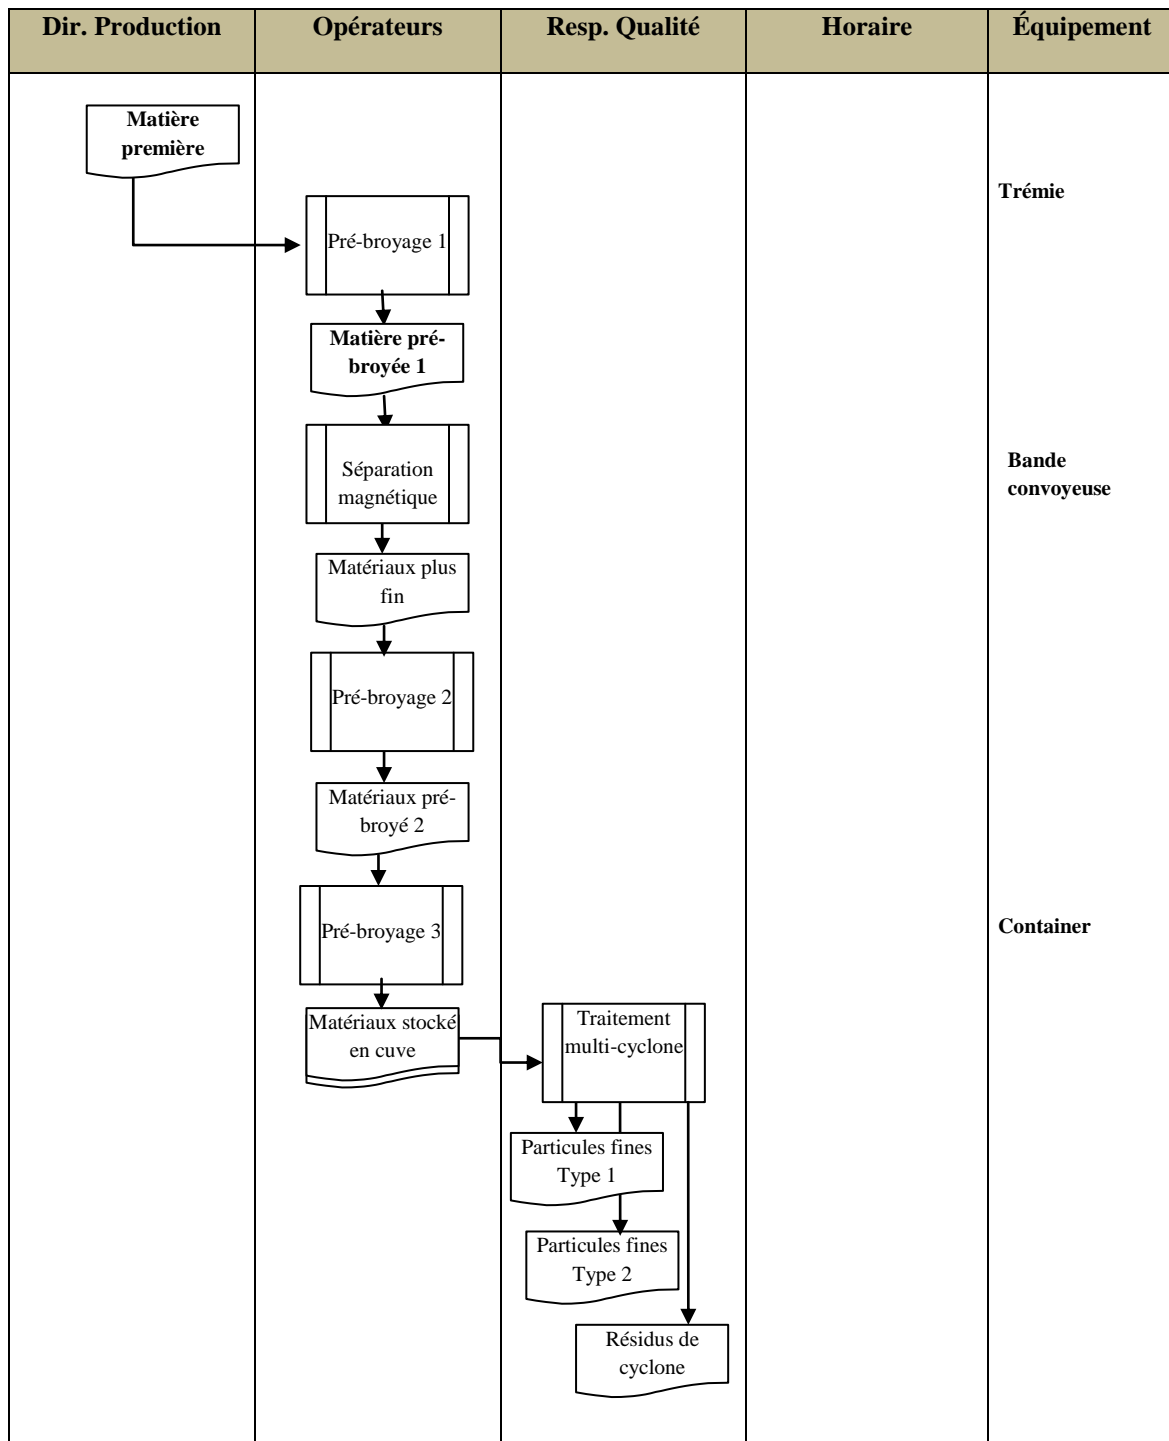 Dir. Production
Opérateurs
Resp. Qualité
Horaire
Équipement
Matière
première
Trémie
Pré-broyage 1
Matière pré-
broyée 1
Séparation
magnétique
Bande
convoyeuse
Matériaux plus
fin
Pré-broyage 2
Matériaux pré-
broyé 2
Pré-broyage 3
Container
Matériaux stocké
en cuve
Traitement
multi-cyclone
Particules fines
Type 1
Particules fines
Type 2
Résidus de
cyclone